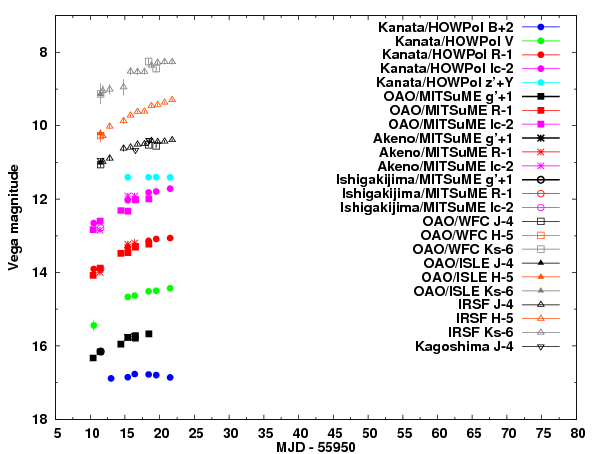 Kanata/HOWPol B+2
Kanata/HOWPol V
Kanata/HOWPol R-1
Kanata/HOWPol Ic-2
Kanata/HOWPol z'+Y
OAO/MITSuME g'+1
OAO/MITSuME R-1
OAO/MITSuME Ic-2
Akeno/MITSuME g'+1
Akeno/MITSuME R-1
Akeno/MITSuME Ic-2
Ishigakijima/MITSuME g'+1
Ishigakijima/MITSuME R-1
Ishigakijima/MITSuME Ic-2
OAO/WFC J-4
OAO/WFC H-5
OAO/WFC Ks-6
OAO/ISLE J-4
OAO/ISLE H-5
OAO/ISLE Ks-6
IRSF J-4
IRSF H-5
IRSF Ks-6
Kagoshima J-4
Vega magnitude
8
10
12
14
16
18
5 10 15 20 25 30 35 40 45 50 55 60 65 70 75 80
MJD - 55950